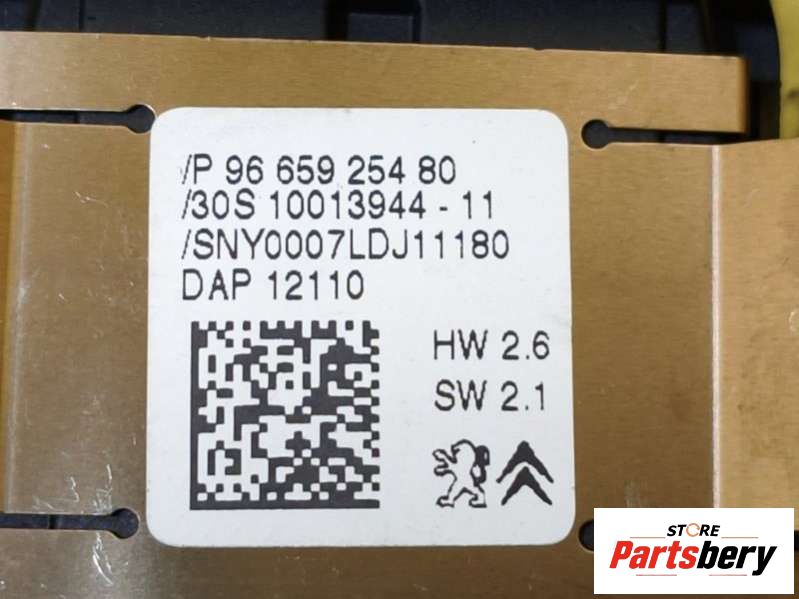 /P 96 659 254 80
/30S 10013944 - 11
/SNY0007LDJ11180
DAP 12110
HW 2.6
SW 2.1
STORE
Partsbery